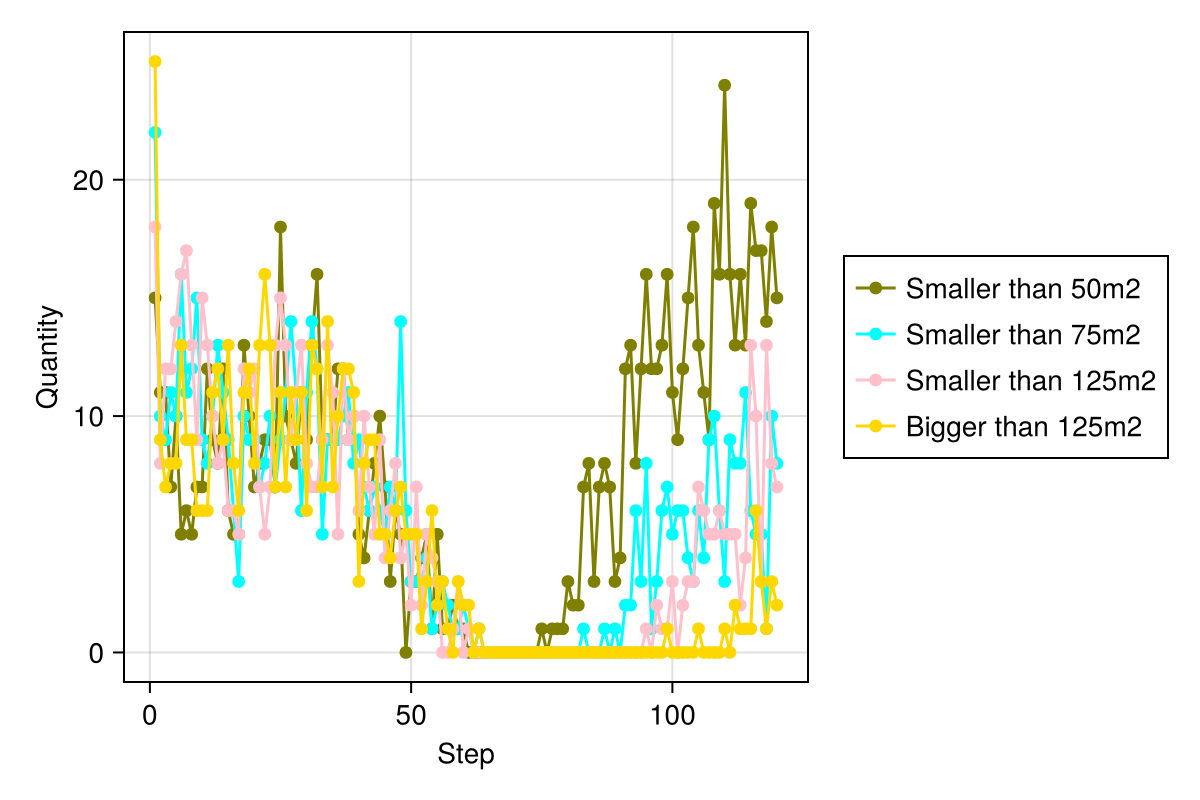 20
10
0
Quantity
0 50 100
Step
Smaller than 50m2
Smaller than 75m2
Smaller than 125m2
Bigger than 125m2